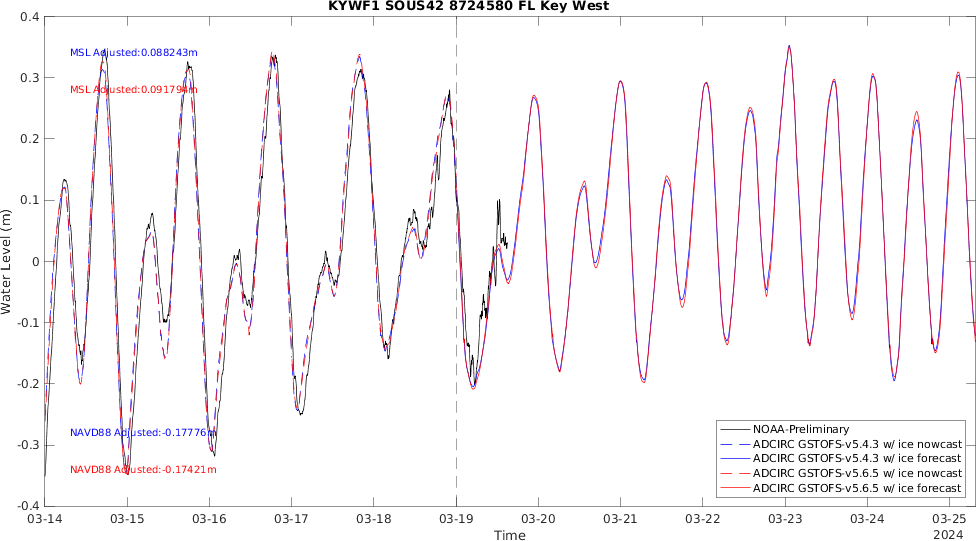 KYWF1 SOUS42 8724580 FL Key West
0.4
0.3
0.2
0.1
0
-0.1
-0.2
-0.3
-0.4
Water Level (m)
MSL Adjusted:0.088243m
MSL Adjusted:0.091794m
NAVD88 Adjusted:-0.17776m
NAVD88 Adjusted:-0.17421m
NOAA-Preliminary
ADCIRC GSTOFS-v5.4.3 w/ ice nowcast
ADCIRC GSTOFS-v5.4.3 w/ ice forecast
ADCIRC GSTOFS-v5.6.5 w/ ice nowcast
ADCIRC GSTOFS-v5.6.5 w/ ice forecast
03-14 03-15 03-16 03-17 03-18 03-19 03-20 03-21 03-22 03-23 03-24 03-25
Time
2024